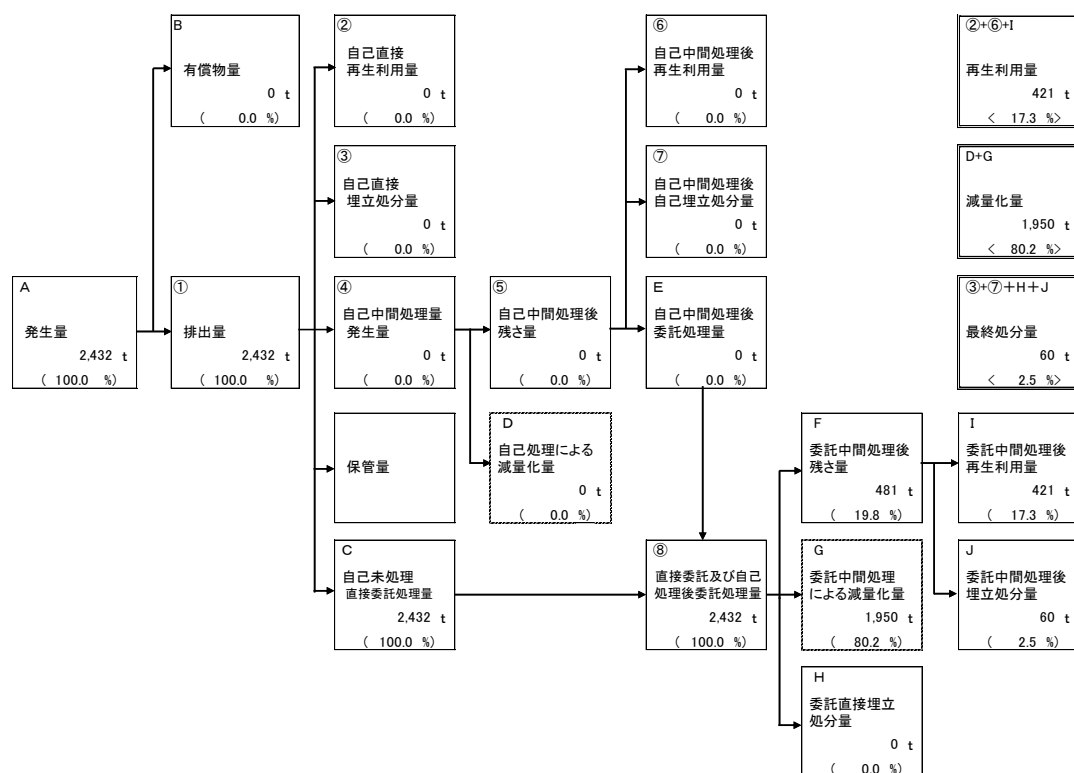 B
有償物量
0 t
( 0.0 %)
②
自己直接
再生利用量
0 t
( 0.0 %)
⑥
自己中間処理後
再生利用量
0 t
( 0.0 %)
②+⑥+I
再生利用量
421 t
< 17.3 %>
③
自己直接
埋立処分量
0 t
( 0.0 %)
⑦
自己中間処理後
自己埋立処分量
0 t
( 0.0 %)
D+G
減量化量
1,950 t
< 80.2 %>
A
発生量
2,432 t
( 100.0 %)
①
排出量
2,432 t
( 100.0 %)
④
自己中間処理量
発生量
0 t
( 0.0 %)
⑤
自己中間処理後
残さ量
0 t
( 0.0 %)
E
自己中間処理後
委託処理量
0 t
( 0.0 %)
③+⑦+H+J
最終処分量
60 t
< 2.5 %>
保管量
D
自己処理による
減量化量
0 t
( 0.0 %)
F
委託中間処理後
残さ量
481 t
( 19.8 %)
I
委託中間処理後
再生利用量
421 t
( 17.3 %)
C
自己未処理
直接委託処理量
2,432 t
( 100.0 %)
⑧
直接委託及び自己
処理後委託処理量
2,432 t
( 100.0 %)
G
委託中間処理
による減量化量
1,950 t
( 80.2 %)
J
委託中間処理後
埋立処分量
60 t
( 2.5 %)
H
委託直接埋立
処分量
0 t
( 0.0 %)